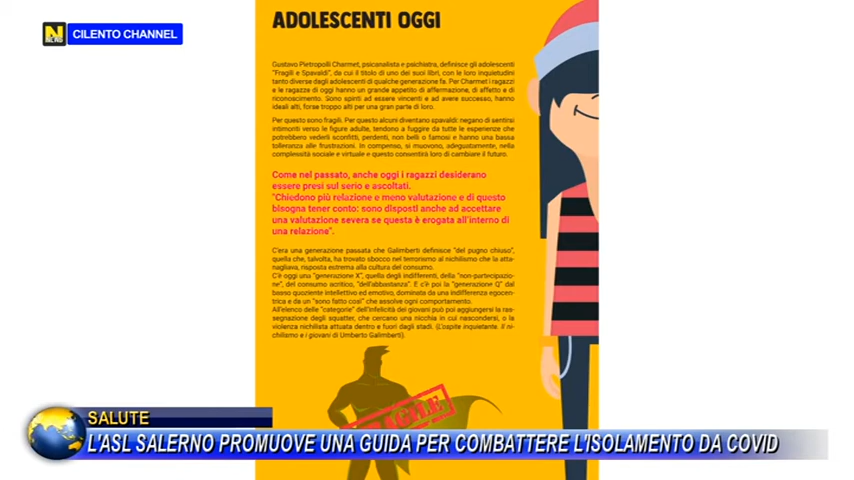 ADOLESCENTI OGGI
CILENTO CHANNEL
Gustavo Pietropolli Charmet, psicanalista e psichiatra, definisce gli adolescenti
"Fragili e Spavaldi", da cui il titolo di uno dei suoi libri, con le loro inquietudini
tanto diverse dagli adolescenti di qualche generazione fa. Per Charmet i ragazzi
e le ragazze di oggi hanno un grande appetito di affermazione, di affetto e di
riconoscimento. Sono spinti ad essere vincenti e ad avere successo, hanno
ideali alti, forse troppo alti per una gran parte di loro.
Per questo sono fragili. Per questo alcuni diventano spavaldi: negano di sentirsi
intimoriti verso le figure adulte, tendono a fuggire da tutte le esperienze che
potrebbero vederli sconfitti, perdenti, non belli o famosi e hanno una bassa
tolleranza alle frustrazioni. In compenso, si muovono, adeguatamente, nella
complessità sociale e virtuale e questo consentirà loro di cambiare il futuro.
Come nel passato, anche oggi i ragazzi desiderano
essere presi sul serio e ascoltati.
"Chiedono più relazione e meno valutazione e di questo
bisogna tener conto: sono disposti anche ad accettare
una valutazione severa se questa è erogata all'interno di
una relazione".
C'era una generazione passata che Galimberti definisce "del pugno chiuso",
quella che, talvolta, ha trovato sbocco nel terrorismo al nichilismo che la atta-
nagliava, risposta estrema alla cultura del consumo.
C'è oggi una "generazione X", quella degli indifferenti, della "non-partecipazio-
ne", del consumo acritico, "dell'abbastanza". E c'è poi la "generazione Q" dal
basso quoziente intellettivo ed emotivo, dominata da una indifferenza egocen-
trica e da un "sono fatto così" che assolve ogni comportamento.
All'elenco delle "categorie" dell'infelicità dei giovani può poi aggiungersi la ras-
segnazione degli squatter, che cercano una nicchia in cui nascondersi, o la
violenza nichilista attuata dentro e fuori dagli stadi. (L'ospite inquietante. Il ni-
chilismo e i giovani di Umberto Galimberti).
FRAGILE
SALUTE
L'ASL SALERNO PROMUOVE UNA GUIDA PER COMBATTERE L'ISOLAMENTO DA COVID